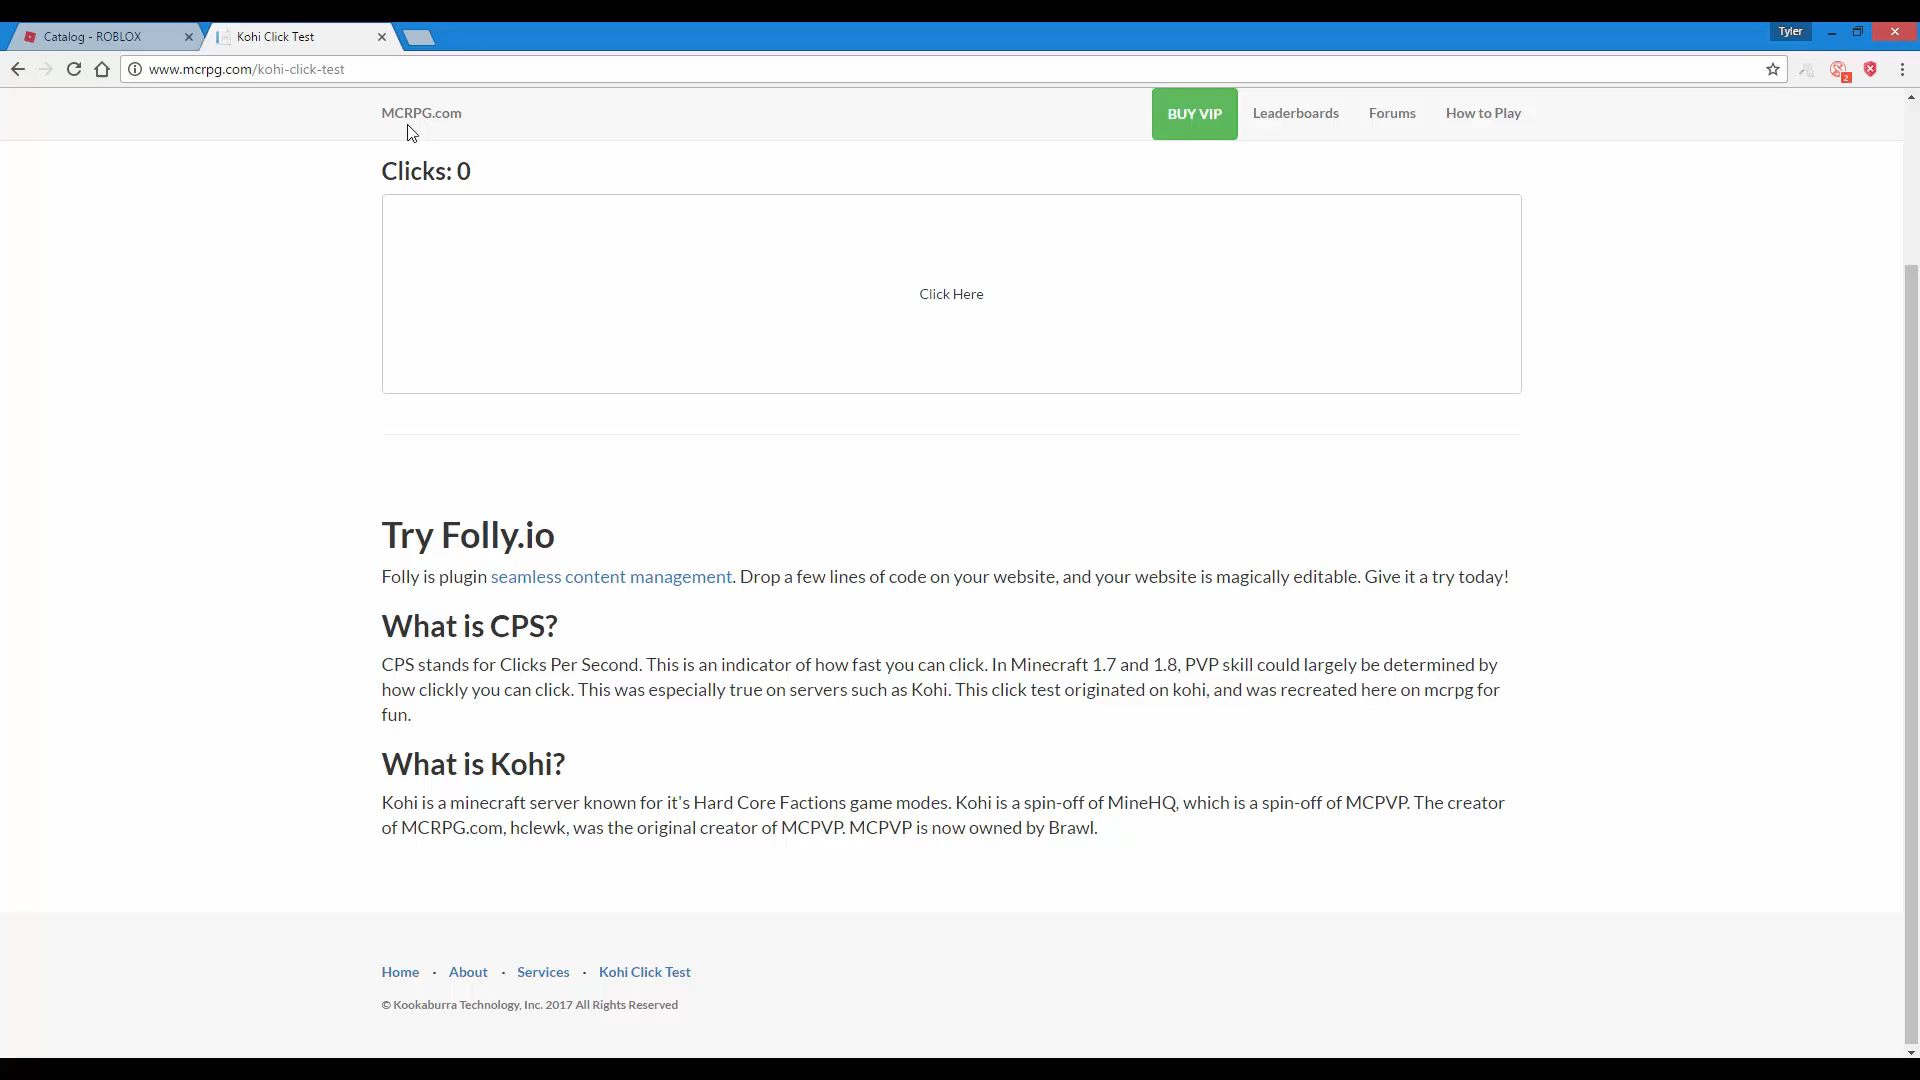 Catalog - ROBLOX
Kohi Click Test
Tyler
www.mcrpg.com/kohi-click-test
2
MCRPG.com
BUY VIP
Leaderboards
Forums
How to Play
Clicks: 0
Click Here
Try Folly.io
Folly is plugin seamless content management. Drop a few lines of code on your website, and your website is magically editable. Give it a try today!
What is CPS?
CPS stands for Clicks Per Second. This is an indicator of how fast you can click. In Minecraft 1.7 and 1.8, PVP skill could largely be determined by
how clickly you can click. This was especially true on servers such as Kohi. This click test originated on kohi, and was recreated here on mcrpg for
fun.
What is Kohi?
Kohi is a minecraft server known for it's Hard Core Factions game modes. Kohi is a spin-off of MineHQ, which is a spin-off of MCPVP. The creator
of MCRPG.com, hclewk, was the original creator of MCPVP. MCPVP is now owned by Brawl.
Home · About · Services · Kohi Click Test
© Kookaburra Technology, Inc. 2017 All Rights Reserved